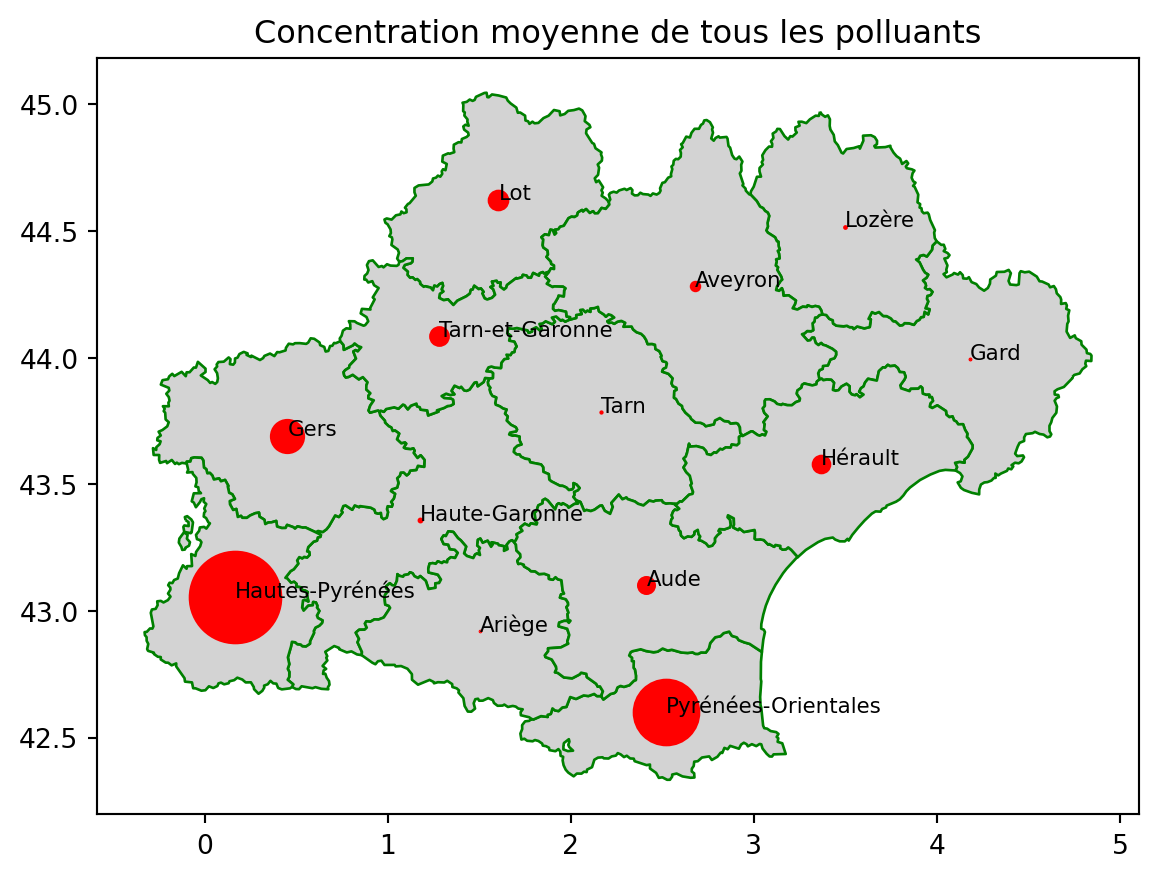 Concentration moyenne de tous les polluants
45.0
44.5
44.0
43.5
43.0
42.5
Lot
Lozère
Aveyron
Tarn-et-Garonne
Gard
Tarn
Gers
Hérault
Haute-Garonne
Aude
Hautes-Pyrénées
Ariège
Pyrénées-Orientales
0 1 2 3 4 5